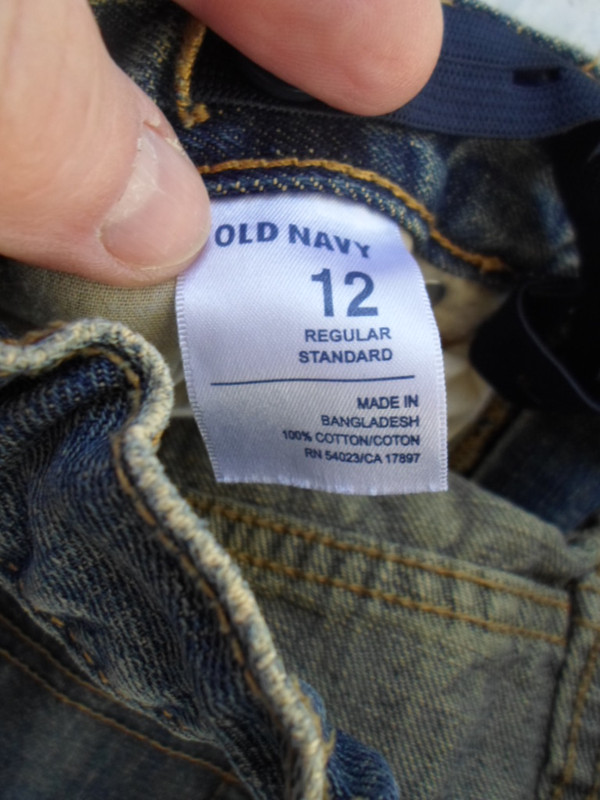 OLD NAVY
12
REGULAR
STANDARD
MADE IN
BANGLADESH
100% COTTON/COTON
RN 54023/CA 17897